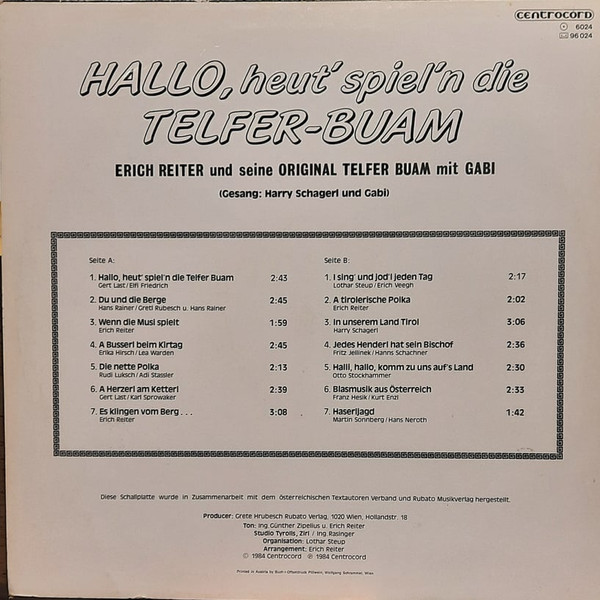 CENTROCORD
6024
96 024
HALLO, heut' spiel'n die
TELFER-BUAM
ERICH REITER und seine ORIGINAL TELFER BUAM mit GABI
(Gesang: Harry Schagerl und Gabi)
Seite A:
1. Hallo, heut' spiel'n die Telfer Buam 2:43
Gert Last/Elfi Friedrich
2. Du und die Berge 2:45
Hans Rainer/Gretl Rubesch u. Hans Rainer
3. Wenn die Musi spielt 1:59
Erich Reiter
4. A Busserl beim Kirtag 2:45
Erika Hirsch/Lea Warden
5. Die nette Polka 2:13
Rudi Luksch/Adi Stassler
6. A Herzerl am Ketterl 2:39
Gert Last/Karl Sprowaker
7. Es klingen vom Berg . . . 3:08
Erich Reiter
Seite B:
1. I sing' und jod'l jeden Tag 2:17
Lothar Steup/Erich Veegh
2. A tirolerische Polka 2:02
Erich Reiter
3. In unserem Land Tirol 3:06
Harry Schagerl
4. Jedes Henderl hat sein Bischof 2:36
Fritz Jellinek/Hanns Schachner
5. Halli, hallo, komm zu uns auf's Land 2:30
Otto Stockhammer
6. Blasmusik aus Österreich 2:33
Franz Hesik/Kurt Enzl
7. Haserljagd 1:42
Martin Sonnberg/Hans Neroth
Diese Schallplatte wurde in Zusammenarbeit mit dem österreichischen Textautoren Verband und Rubato Musikverlag hergestellt.
Producer: Grete Hrubesch Rubato Verlag, 1020 Wien, Hollandstr. 18
Ton: Ing. Günther Zipelius u. Erich Reiter
Studio Tyrolis, Zirl / Ing. Rasinger
Organisation: Lothar Steup
Arrangement: Erich Reiter
© 1984 Centrocord ℗ 1984 Centrocord
Printed in Austria by Buch- Offsetdruck Pillwein, Wolfgang Schrammel, Wien